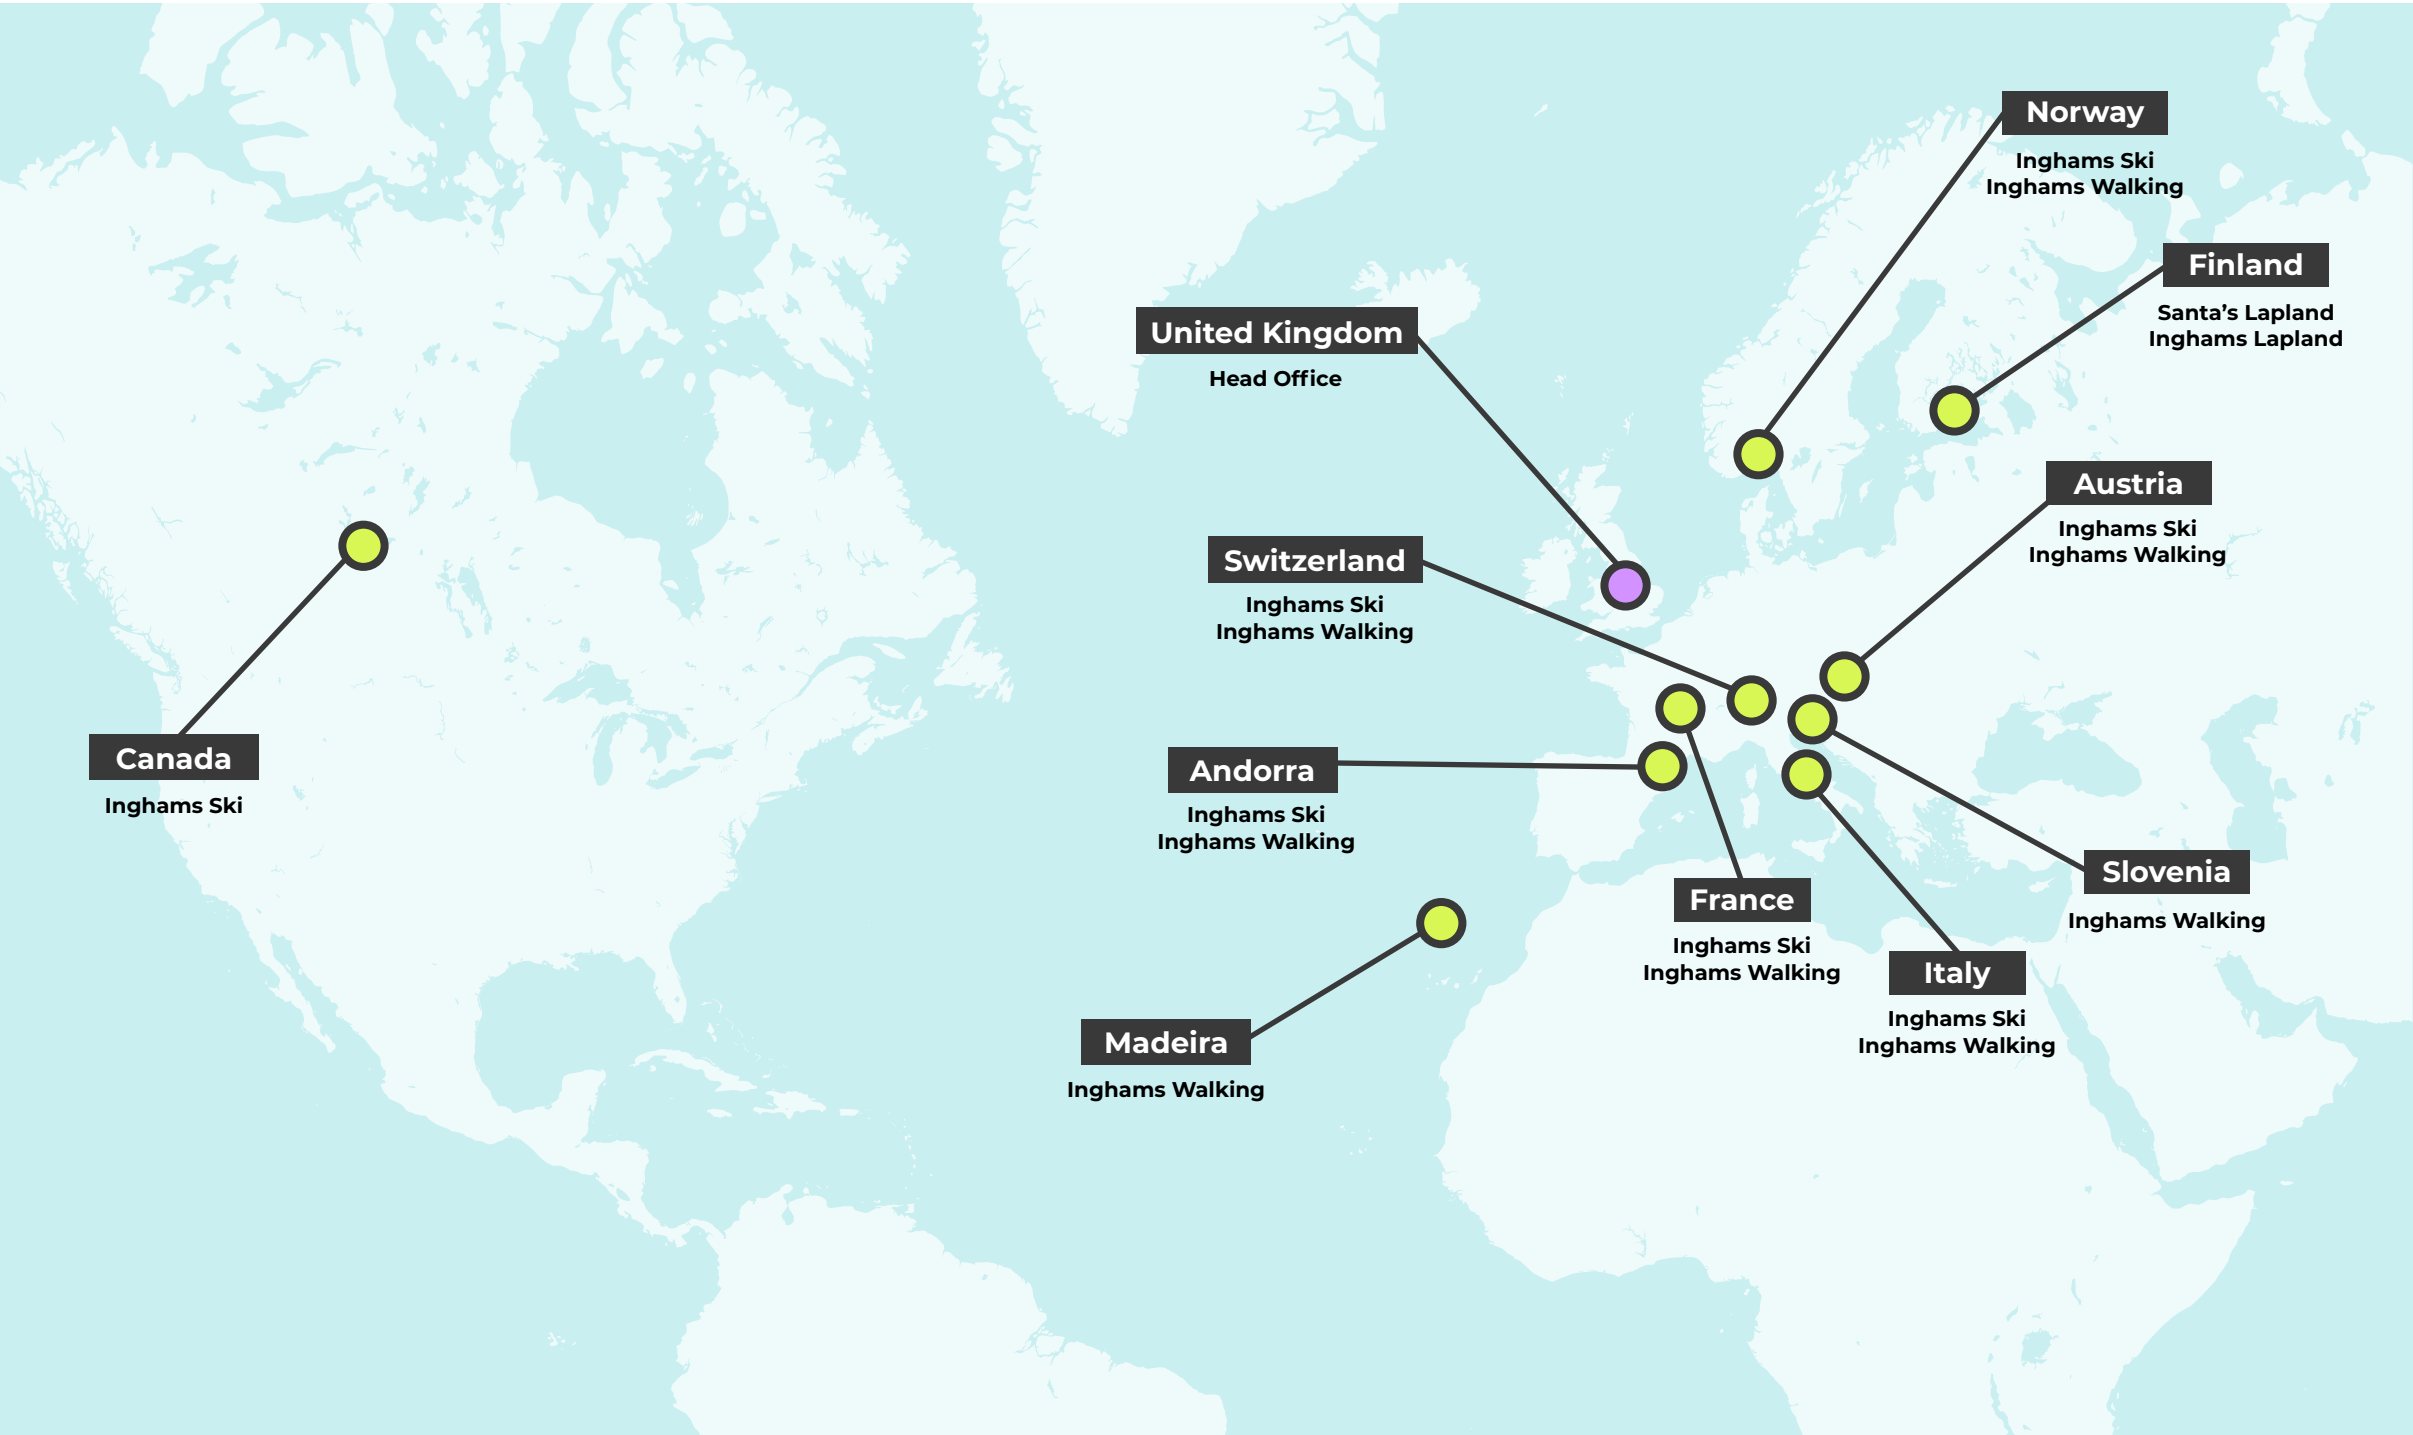 Norway
Inghams Ski
Inghams Walking
Finland
Santa’s Lapland
Inghams Lapland
United Kingdom
Head Office
Austria
Inghams Ski
Inghams Walking
Switzerland
Inghams Ski
Inghams Walking
Canada
Inghams Ski
Andorra
Inghams Ski
Inghams Walking
Slovenia
Inghams Walking
France
Inghams Ski
Inghams Walking
Italy
Inghams Ski
Inghams Walking
Madeira
Inghams Walking